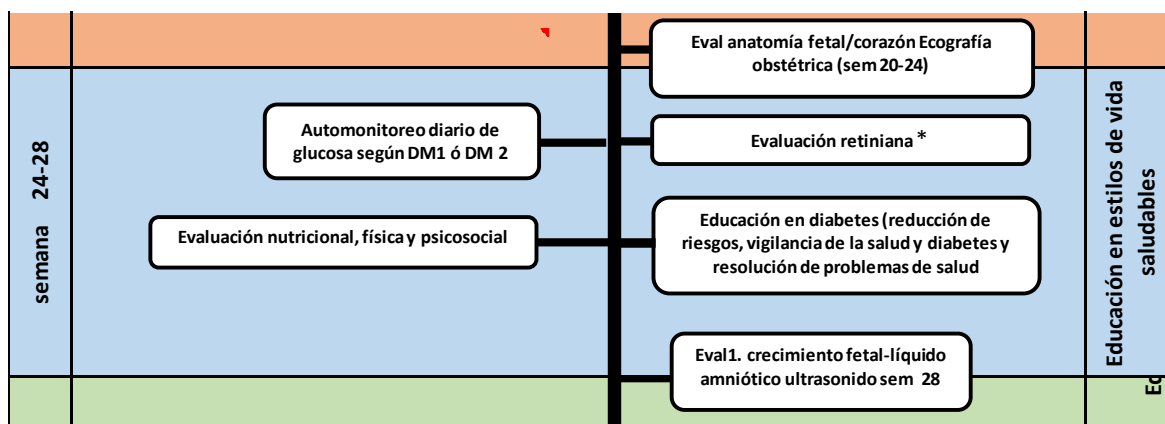 Eval anatomía fetal/corazón Ecografía
obstétrica (sem 20-24)
semana 24-28
Automonitoreo diario de
glucosa según DM1 ó DM 2
Evaluación retiniana *
Evaluación nutricional, física y psicosocial
Educación en diabetes (reducción de
riesgos, vigilancia de la salud y diabetes y
resolución de problemas de salud
Eval1. crecimiento fetal-líquido
amniótico ultrasonido sem 28
Educación en estilos de vida
saludables